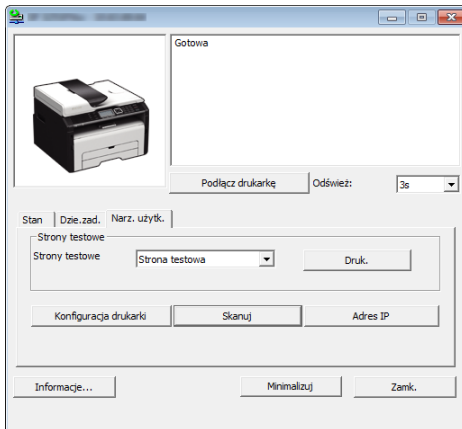 Gotowa
Podłącz drukarkę Odśwież: 3s
Stan Dzie.zad. Narz. użytk.
Strony testowe
Strony testowe Strona testowa Druk.
Konfiguracja drukarki Skanuj Adres IP
Informacje... Minimalizuj Zamk.